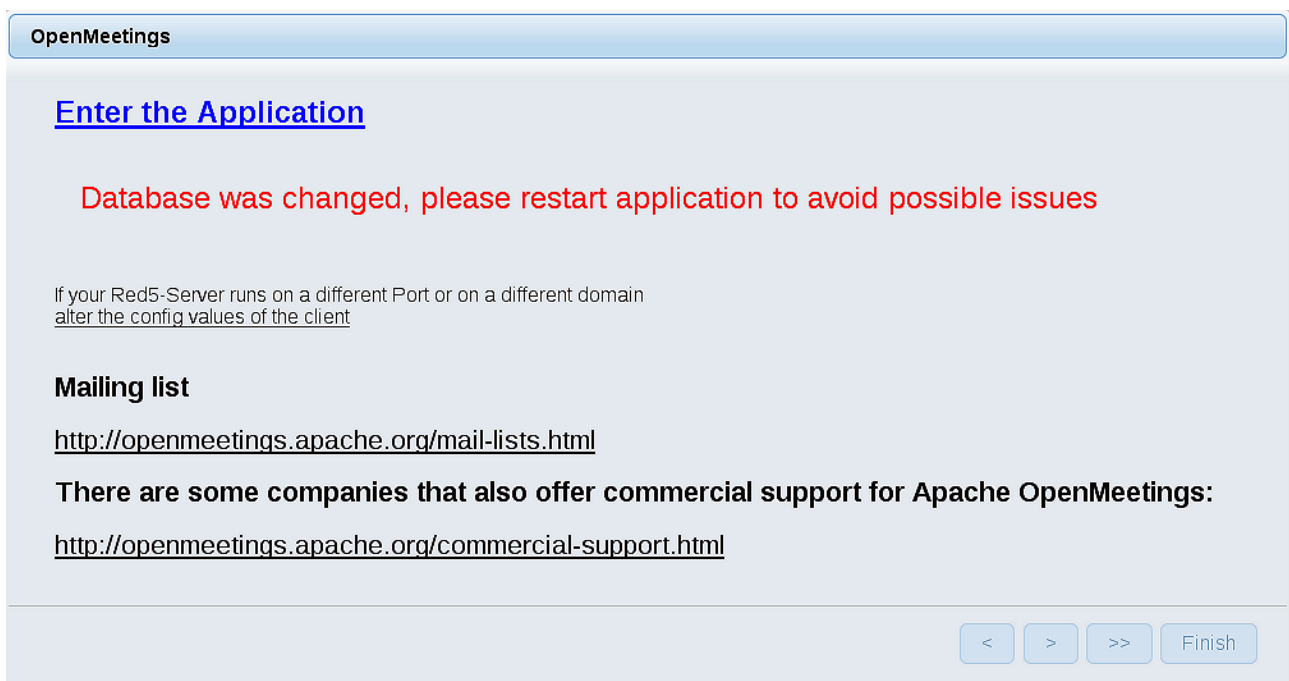 OpenMeetings
Enter the Application
Database was changed, please restart application to avoid possible issues
If your Red5-Server runs on a different Port or on a different domain
alter the config values of the client
Mailing list
http://openmeetings.apache.org/mail-lists.html
There are some companies that also offer commercial support for Apache OpenMeetings:
http://openmeetings.apache.org/commercial-support.html
< > >> Finish